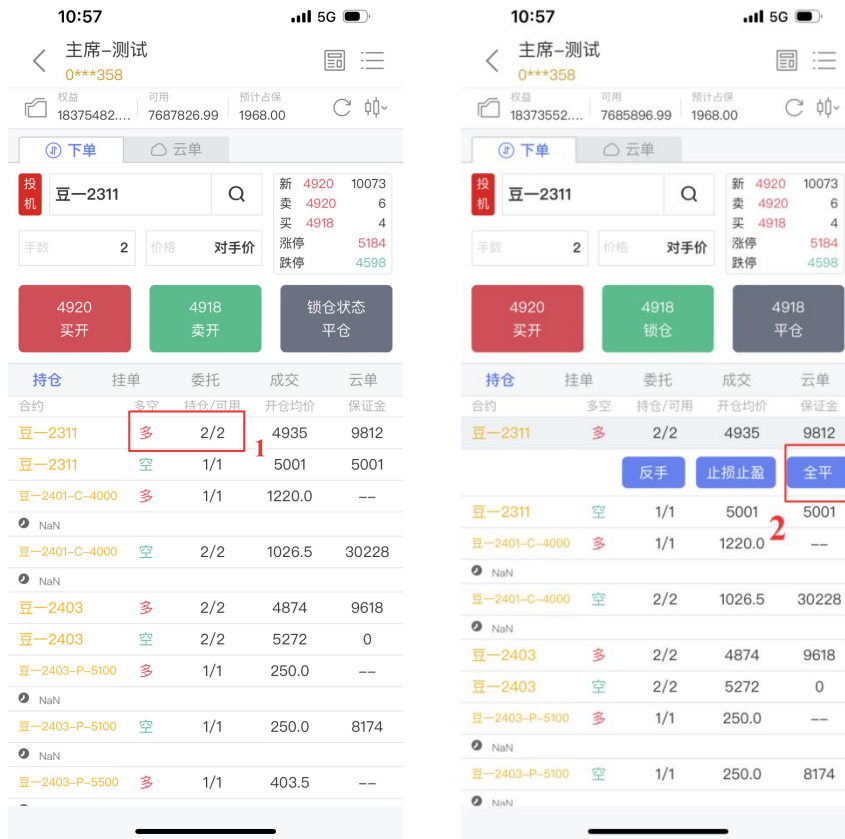 10:57
5G
主席–测试
0***358
权益
18375482....
可用
7687826.99
预计占保
1968.00
下单
云单
投机
豆一2311
新 4920 10073
卖 4920 6
买 4918 4
涨停 5184
跌停 4598
手数 2
价格 对手价
4920
买开
4918
卖开
锁仓状态
平仓
持仓 挂单 委托 成交 云单
合约 多空 持仓/可用 开仓均价 保证金
豆一2311 多 2/2 4935 9812
1
豆一2311 空 1/1 5001 5001
豆一2401-C-4000 多 1/1 1220.0 --
NaN
豆一2401-C-4000 空 2/2 1026.5 30228
NaN
豆一2403 多 2/2 4874 9618
豆一2403 空 2/2 5272 0
豆一2403-P-5100 多 1/1 250.0 --
NaN
豆一2403-P-5100 空 1/1 250.0 8174
NaN
豆一2403-P-5500 多 1/1 403.5 --
10:57
5G
主席–测试
0***358
权益
18373552....
可用
7685896.99
预计占保
1968.00
下单
云单
投机
豆一2311
新 4920 10073
卖 4920 6
买 4918 4
涨停 5184
跌停 4598
手数 2
价格 对手价
4920
买开
4918
锁仓
4918
平仓
持仓 挂单 委托 成交 云单
合约 多空 持仓/可用 开仓均价 保证金
豆一2311 多 2/2 4935 9812
反手 止损止盈 全平
2
豆一2311 空 1/1 5001 5001
豆一2401-C-4000 多 1/1 1220.0 --
NaN
豆一2401-C-4000 空 2/2 1026.5 30228
NaN
豆一2403 多 2/2 4874 9618
豆一2403 空 2/2 5272 0
豆一2403-P-5100 多 1/1 250.0 --
NaN
豆一2403-P-5100 空 1/1 250.0 8174
NaN